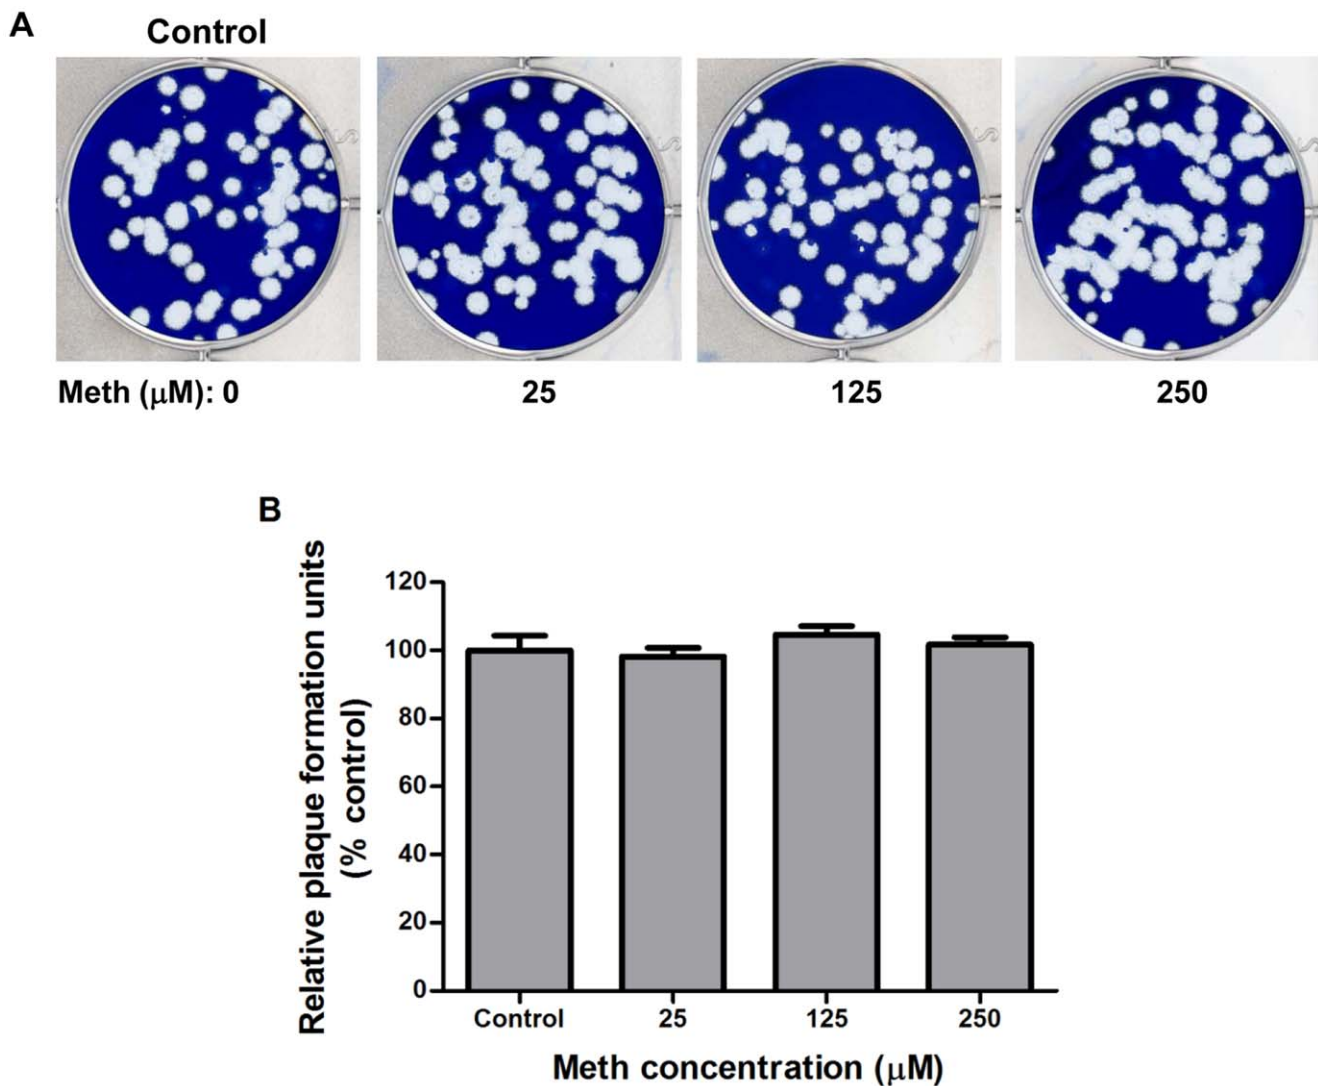 A
Control
Meth (μM): 0
25
125
250
B
Relative plaque formation units
(% control)
120
100
80
60
40
20
0
Control
25
125
250
Meth concentration (μM)